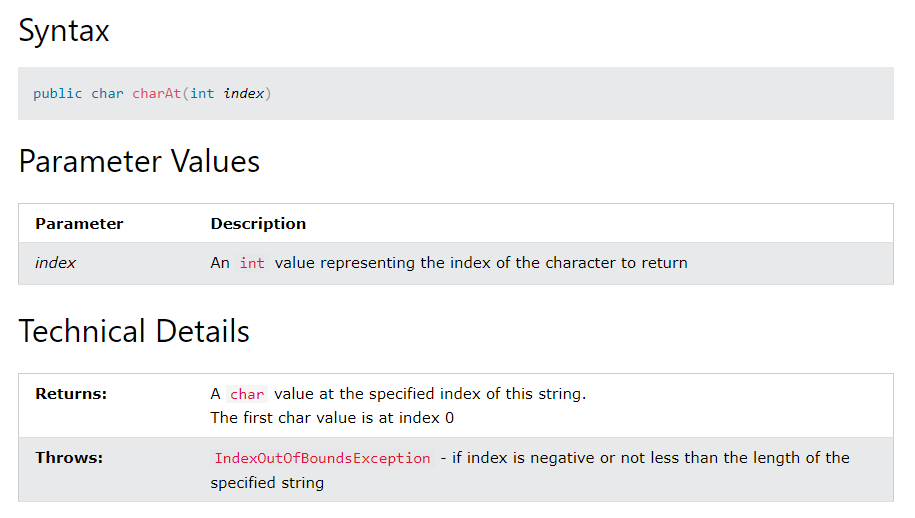 Syntax
public char charAt(int index)
Parameter Values
Parameter Description
index An int value representing the index of the character to return
Technical Details
Returns: A char value at the specified index of this string.
The first char value is at index 0
Throws: IndexOutOfBoundsException - if index is negative or not less than the length of the
specified string